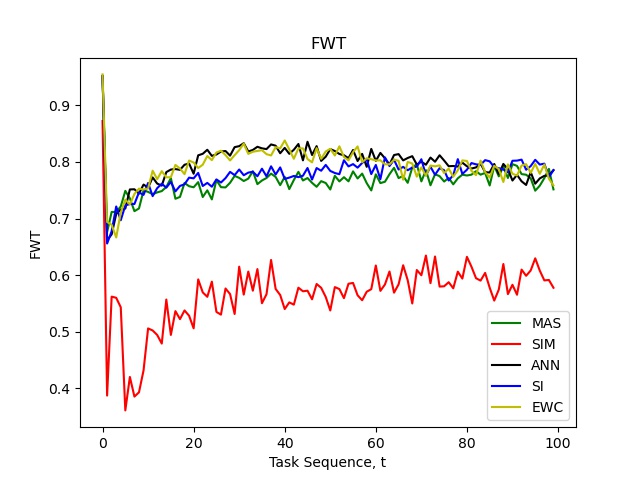 FWT
FWT
0.9
0.8
0.7
0.6
0.5
0.4
0 20 40 60 80 100
Task Sequence, t
MAS
SIM
ANN
SI
EWC